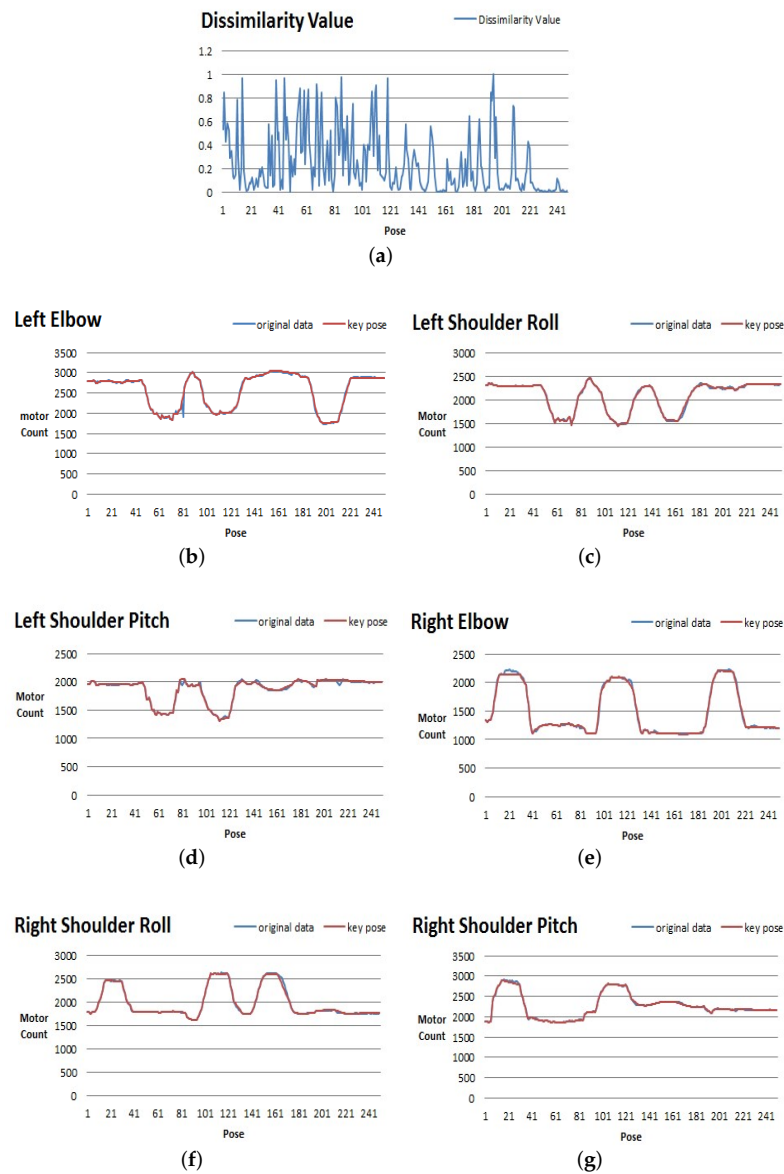 Dissimilarity Value
Dissimilarity Value
1.2
1
0.8
0.6
0.4
0.2
0
1 21 41 61 81 101 121 141 161 181 201 221 241
Pose
(a)
Left Elbow
original data key pose
3500
3000
2500
2000
1500
1000
500
0
motor
Count
1 21 41 61 81 101 121 141 161 181 201 221 241
Pose
(b)
Left Shoulder Roll
original data key pose
3000
2500
2000
1500
1000
500
0
Motor
Count
1 21 41 61 81 101 121 141 161 181 201 221 241
Pose
(c)
Left Shoulder Pitch
original data key pose
2500
2000
1500
1000
500
0
Motor
Count
1 21 41 61 81 101 121 141 161 181 201 221 241
Pose
(d)
Right Elbow
original data key pose
2500
2000
1500
1000
500
0
Motor
Count
1 21 41 61 81 101 121 141 161 181 201 221 241
Pose
(e)
Right Shoulder Roll
original data key pose
3000
2500
2000
1500
1000
500
0
Motor
Count
1 21 41 61 81 101 121 141 161 181 201 221 241
Pose
(f)
Right Shoulder Pitch
original data key pose
3500
3000
2500
2000
1500
1000
500
0
Motor
Count
1 21 41 61 81 101 121 141 161 181 201 221 241
Pose
(g)